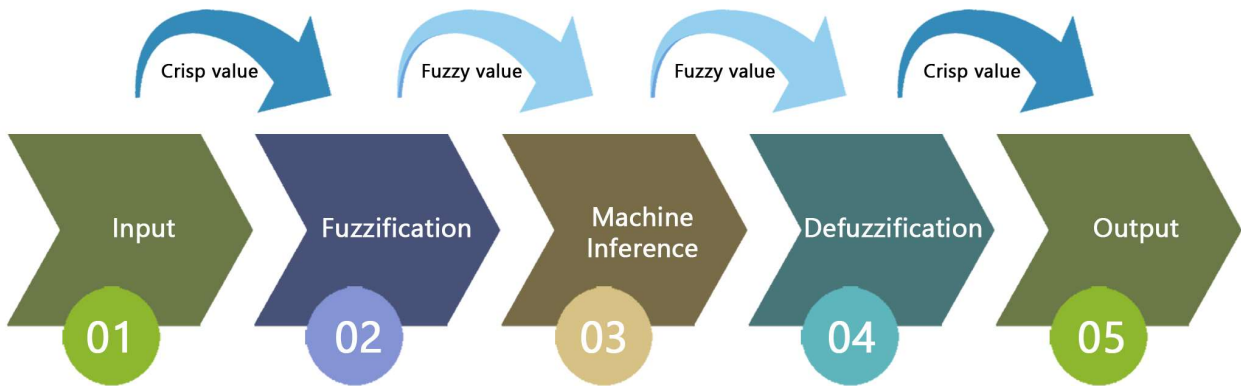 Crisp value
Fuzzy value
Fuzzy value
Crisp value
Input
Fuzzification
Machine
Inference
Defuzzification
Output
01
02
03
04
05